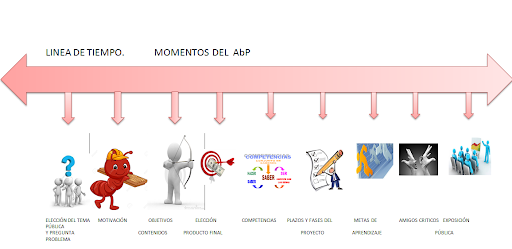 LINEA DE TIEMPO. MOMENTOS DEL AbP
COMPETENCIAS
SABER
ELECCIÓN DEL TEMA MOTIVACIÓN OBJETIVOS ELECCIÓN COMPETENCIAS PLAZOS Y FASES DEL METAS DE AMIGOS CRITICOS EXPOSICIÓN
PÚBLICA
Y PREGUNTA CONTENIDOS PRODUCTO FINAL PROYECTO APRENDIZAJE PÚBLICA
PROBLEMA